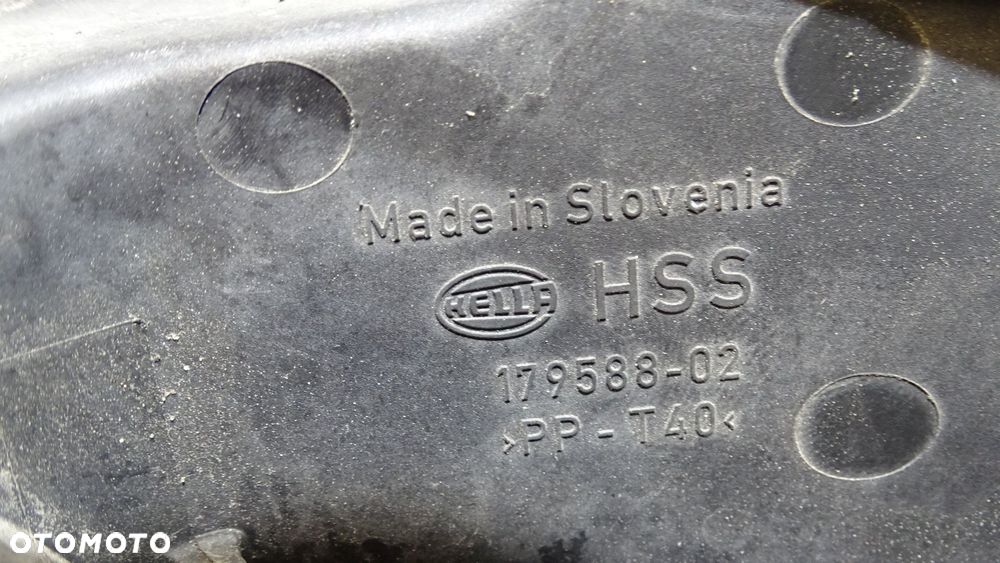 Made in Slovenia
HELLA HSS
179588-02
>PP-T40<
OTOMOTO